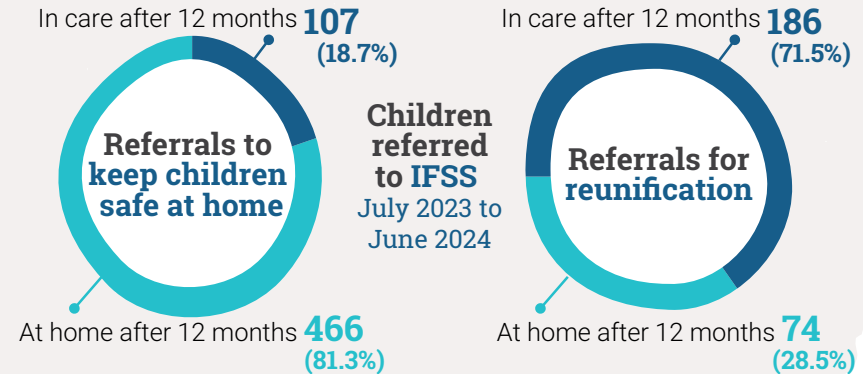 In care after 12 months 107
(18.7%)
Referrals to
keep children
safe at home
At home after 12 months 466
(81.3%)
Children
referred
to IFSS
July 2023 to
June 2024
In care after 12 months 186
(71.5%)
Referrals for
reunification
At home after 12 months 74
(28.5%)